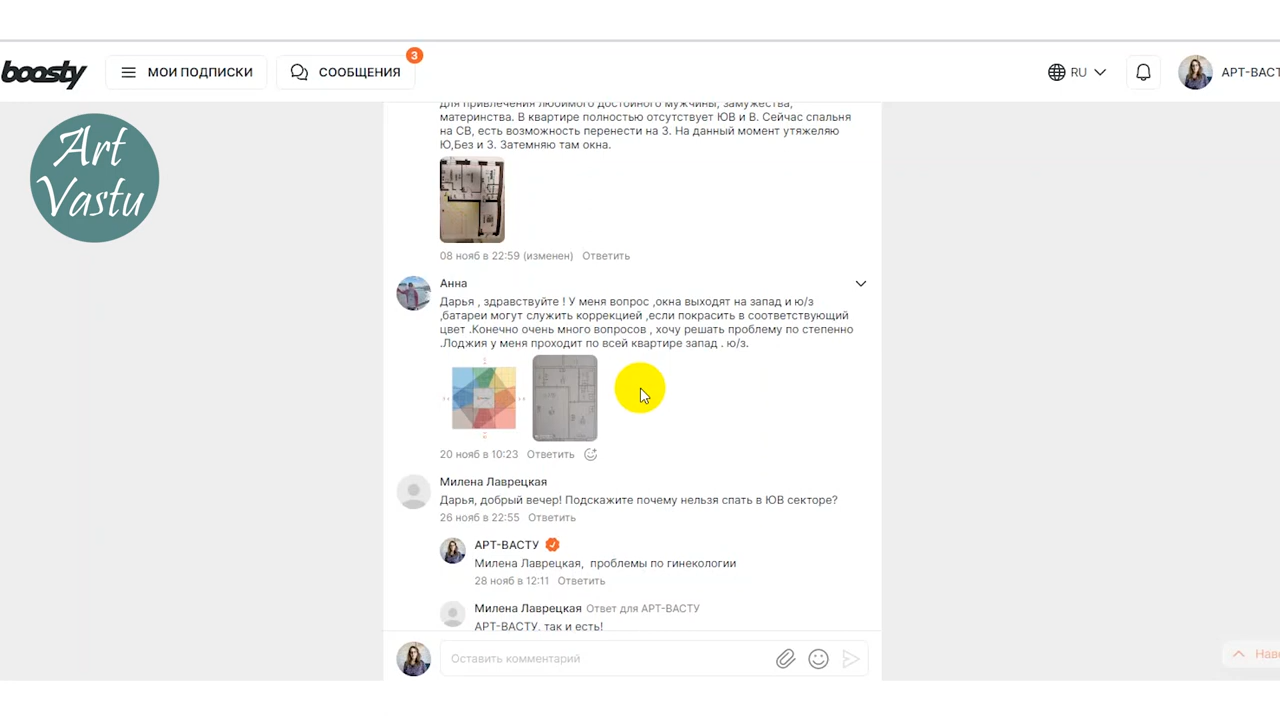 boosty
МОИ ПОДПИСКИ
СООБЩЕНИЯ
3
RU
АРТ-ВАСТ
Art
Vastu
для привлечения любимого достойного мужчины, замужества,
материнства. В квартире полностью отсутствует ЮВ и В. Сейчас спальня
на СВ, есть возможность перенести на З. На данный момент утяжеляю
Ю,Без и З. Затемняю там окна.
08 нояб в 22:59 (изменен) Ответить
Анна
Дарья , здравствуйте ! У меня вопрос ,окна выходят на запад и ю/з
,батареи могут служить коррекцией ,если покрасить в соответствующий
цвет .Конечно очень много вопросов , хочу решать проблему по степенно
.Лоджия у меня проходит по всей квартире запад . ю/з.
20 нояб в 10:23 Ответить
Милена Лаврецкая
Дарья, добрый вечер! Подскажите почему нельзя спать в ЮВ секторе?
26 нояб в 22:55 Ответить
АРТ-ВАСТУ
Милена Лаврецкая, проблемы по гинекологии
28 нояб в 12:11 Ответить
Милена Лаврецкая Ответ для АРТ-ВАСТУ
АРТ-ВАСТУ, так и есть!
Оставить комментарий
Наве